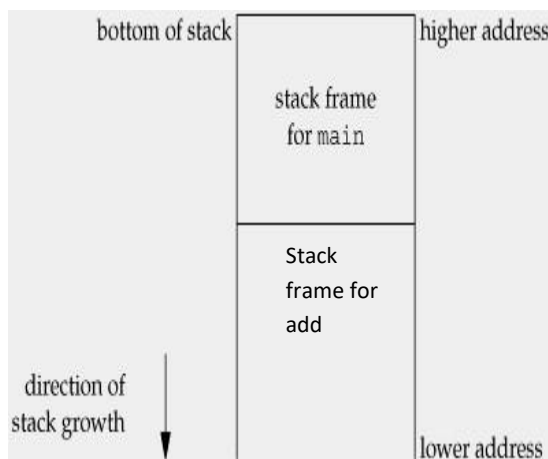 bottom of stack
higher address
stack frame
for main
Stack
frame for
add
direction of
stack growth
lower address